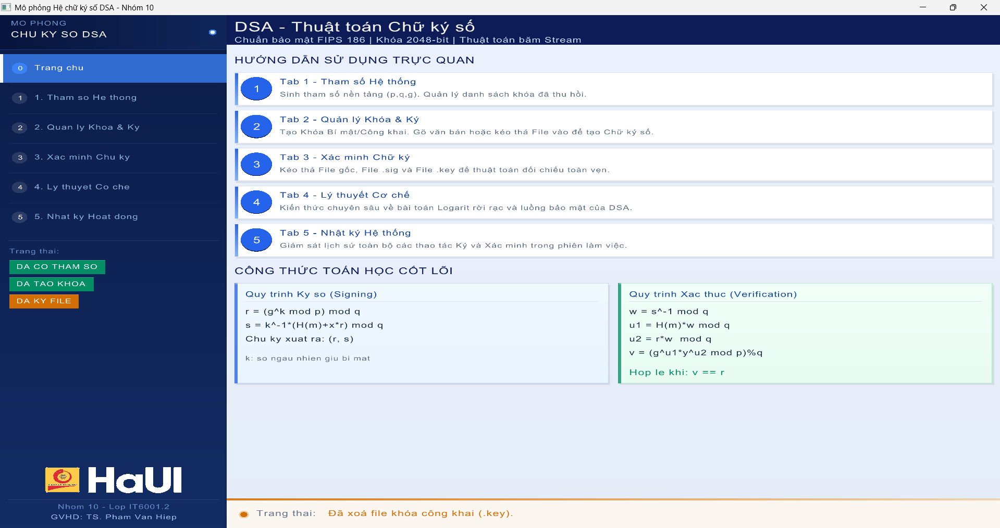 Mô phỏng Hệ chữ ký số DSA - Nhóm 10
MO PHONG
CHU KY SO DSA
0 Trang chu
1 1. Tham so He thong
2 2. Quan ly Khoa & Ky
3 3. Xac minh Chu ky
4 4. Ly thuyet Co che
5 5. Nhat ky Hoat dong
Trang thai:
DA CO THAM SO
DA TAO KHOA
DA KY FILE
HaUI
Nhom 10 - Lop IT6001.2
GVHD: TS. Pham Van Hiep
DSA - Thuật toán Chữ ký số
Chuẩn bảo mật FIPS 186 | Khóa 2048-bit | Thuật toán băm Stream
HƯỚNG DẪN SỬ DỤNG TRỰC QUAN
1
Tab 1 - Tham số Hệ thống
Sinh tham số nền tảng (p,q,g). Quản lý danh sách khóa đã thu hồi.
2
Tab 2 - Quản lý Khóa & Ký
Tạo Khóa Bí mật/Công khai. Gõ văn bản hoặc kéo thả File vào để tạo Chữ ký số.
3
Tab 3 - Xác minh Chữ ký
Kéo thả File gốc, File .sig và File .key để thuật toán đối chiếu toàn vẹn.
4
Tab 4 - Lý thuyết Cơ chế
Kiến thức chuyên sâu về bài toán Logarit rời rạc và luồng bảo mật của DSA.
5
Tab 5 - Nhật ký Hệ thống
Giám sát lịch sử toàn bộ các thao tác Ký và Xác minh trong phiên làm việc.
CÔNG THỨC TOÁN HỌC CỐT LÕI
Quy trinh Ky so (Signing)
r = (g^k mod p) mod q
s = k^-1*(H(m)+x*r) mod q
Chu ky xuat ra: (r, s)
k: so ngau nhien giu bi mat
Quy trinh Xac thuc (Verification)
w = s^-1 mod q
u1 = H(m)*w mod q
u2 = r*w  mod q
v = (g^u1*y^u2 mod p)%q
Hop le khi: v == r
Trang thai: Đã xoá file khóa công khai (.key).